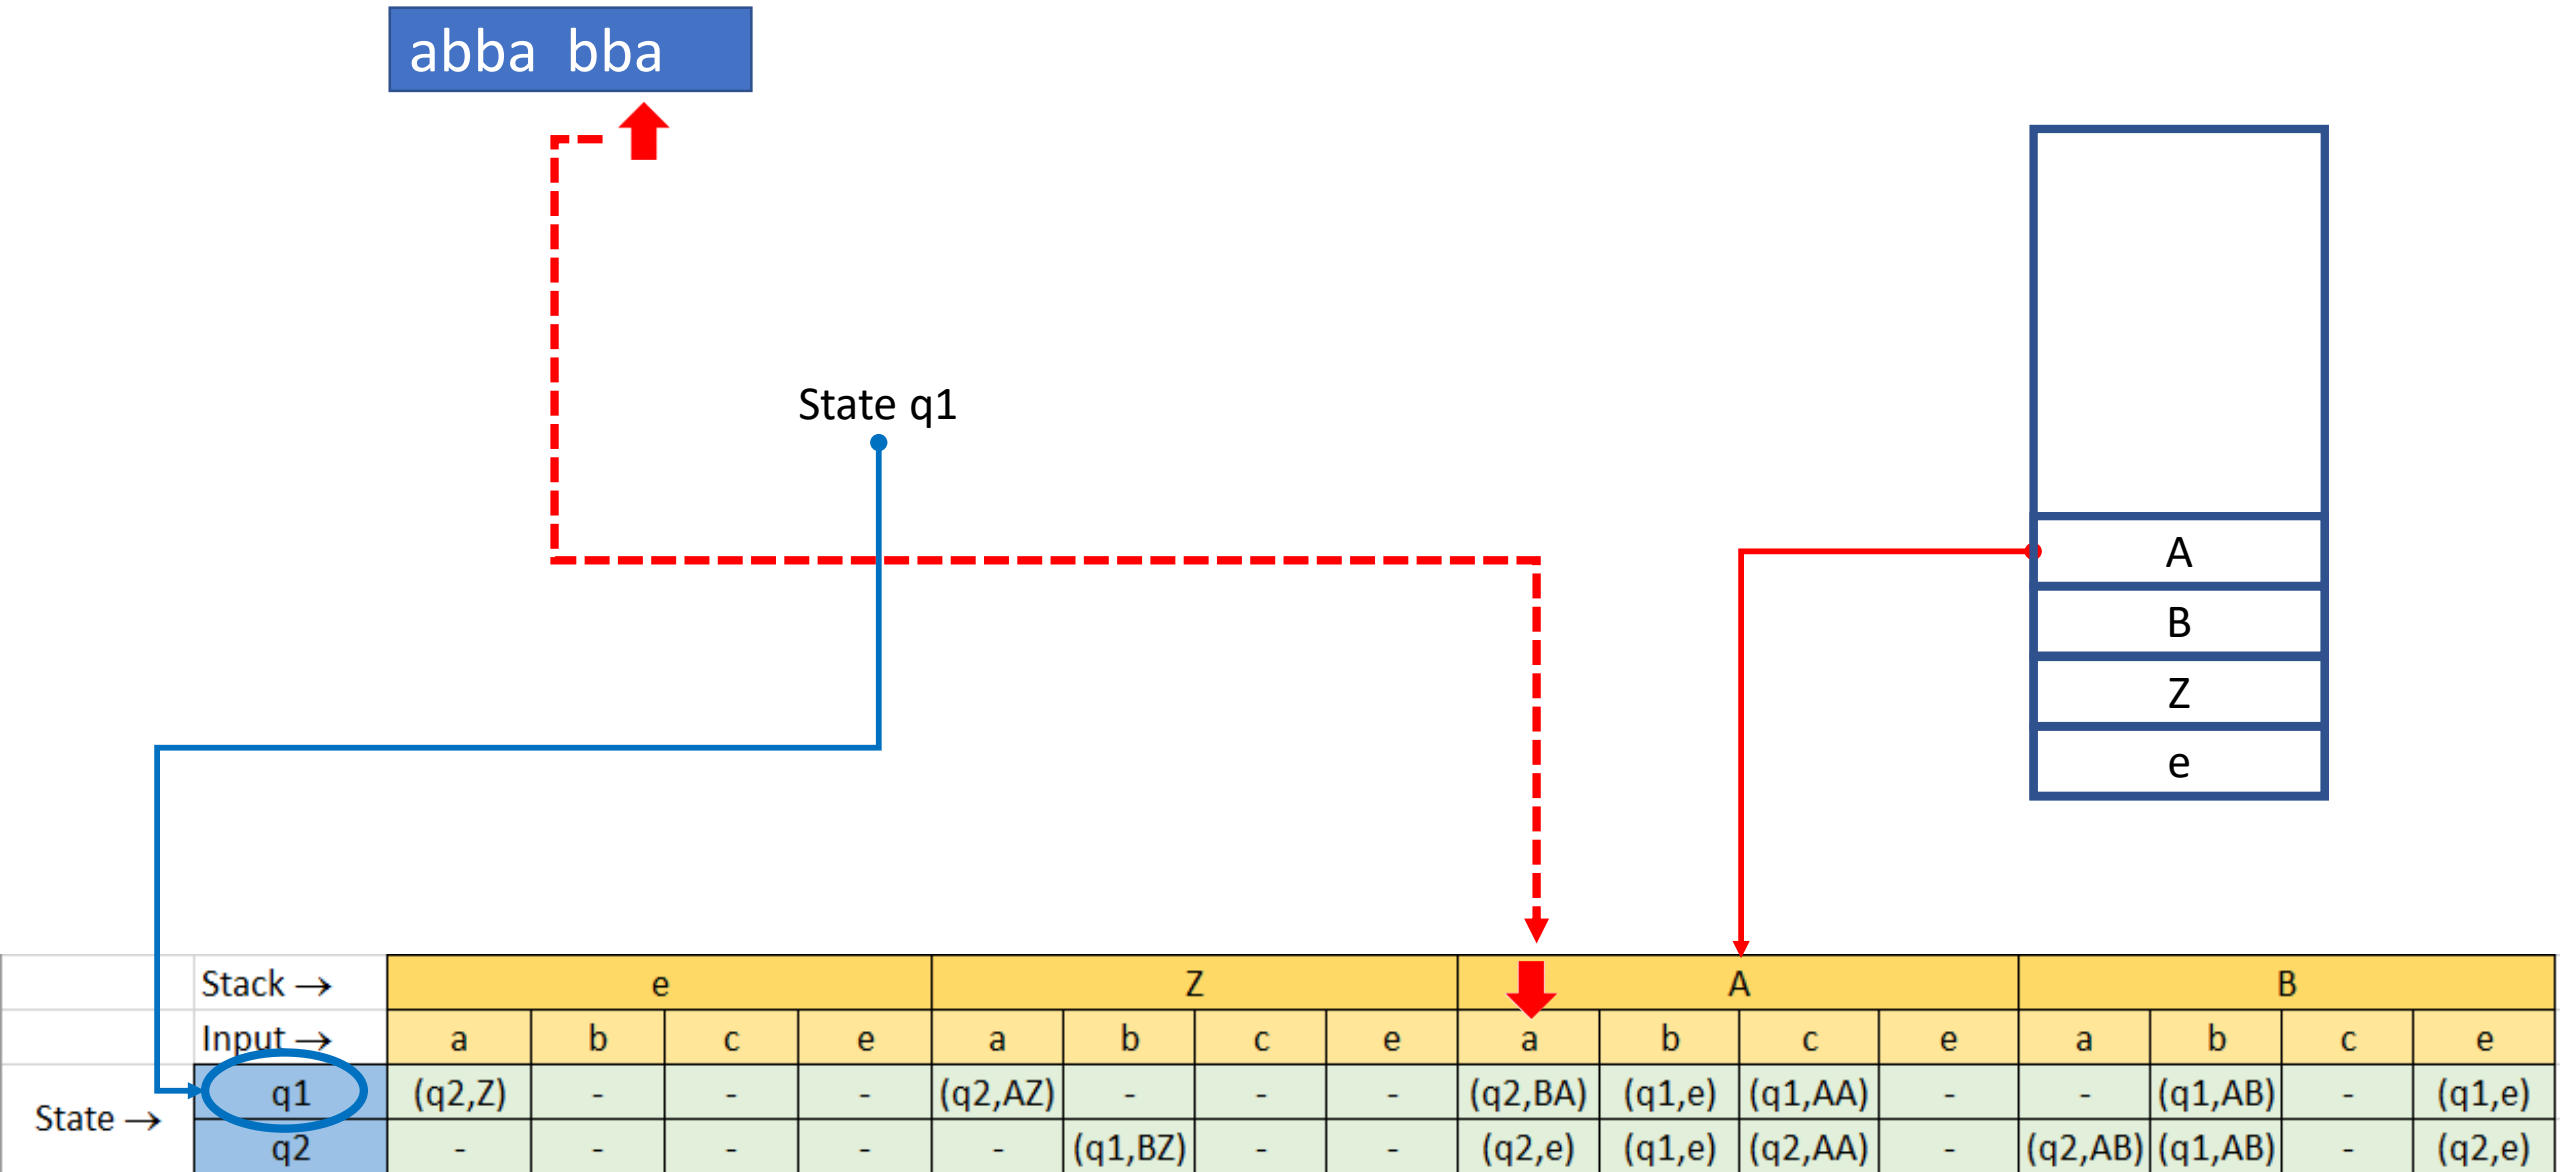 abba bba
State q1
A
B
Z
e
Stack → e Z A B
Input → a b c e a b c e a b c e a b c e
State →
q1 (q2,Z) - - - (q2,AZ) - - - (q2,BA) (q1,e) (q1,AA) - - (q1,AB) - (q1,e)
q2 - - - - - (q1,BZ) - - (q2,e) (q1,e) (q2,AA) - (q2,AB) (q1,AB) - (q2,e)